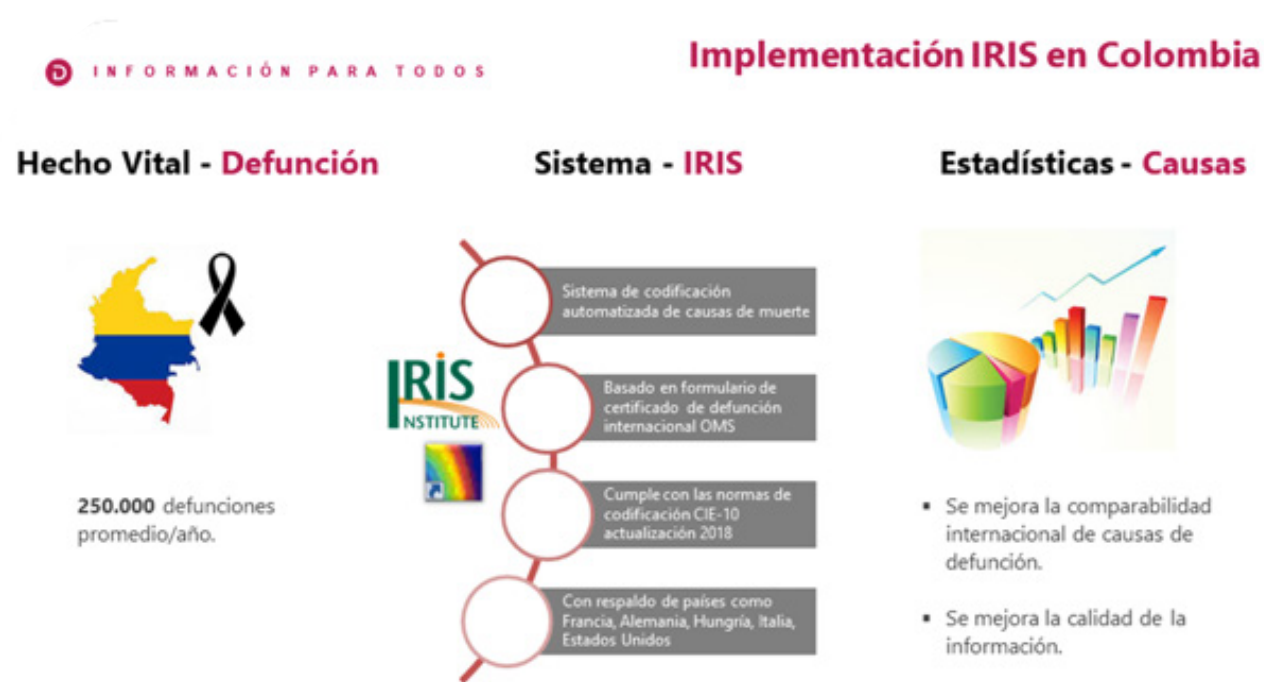 INFORMACIÓN PARA TODOS
Implementación IRIS en Colombia
Hecho Vital - Defunción
250.000 defunciones
promedio/año.
Sistema - IRIS
IRIS
INSTITUTE
Sistema de codificación
automatizada de causas de muerte
Basado en formulario de
certificado de defunción
internacional OMS
Cumple con las normas de
codificación CIE-10
actualización 2018
Con respaldo de países como
Francia, Alemania, Hungría, Italia,
Estados Unidos
Estadísticas - Causas
▪ Se mejora la comparabilidad
internacional de causas de
defunción.
▪ Se mejora la calidad de la
información.